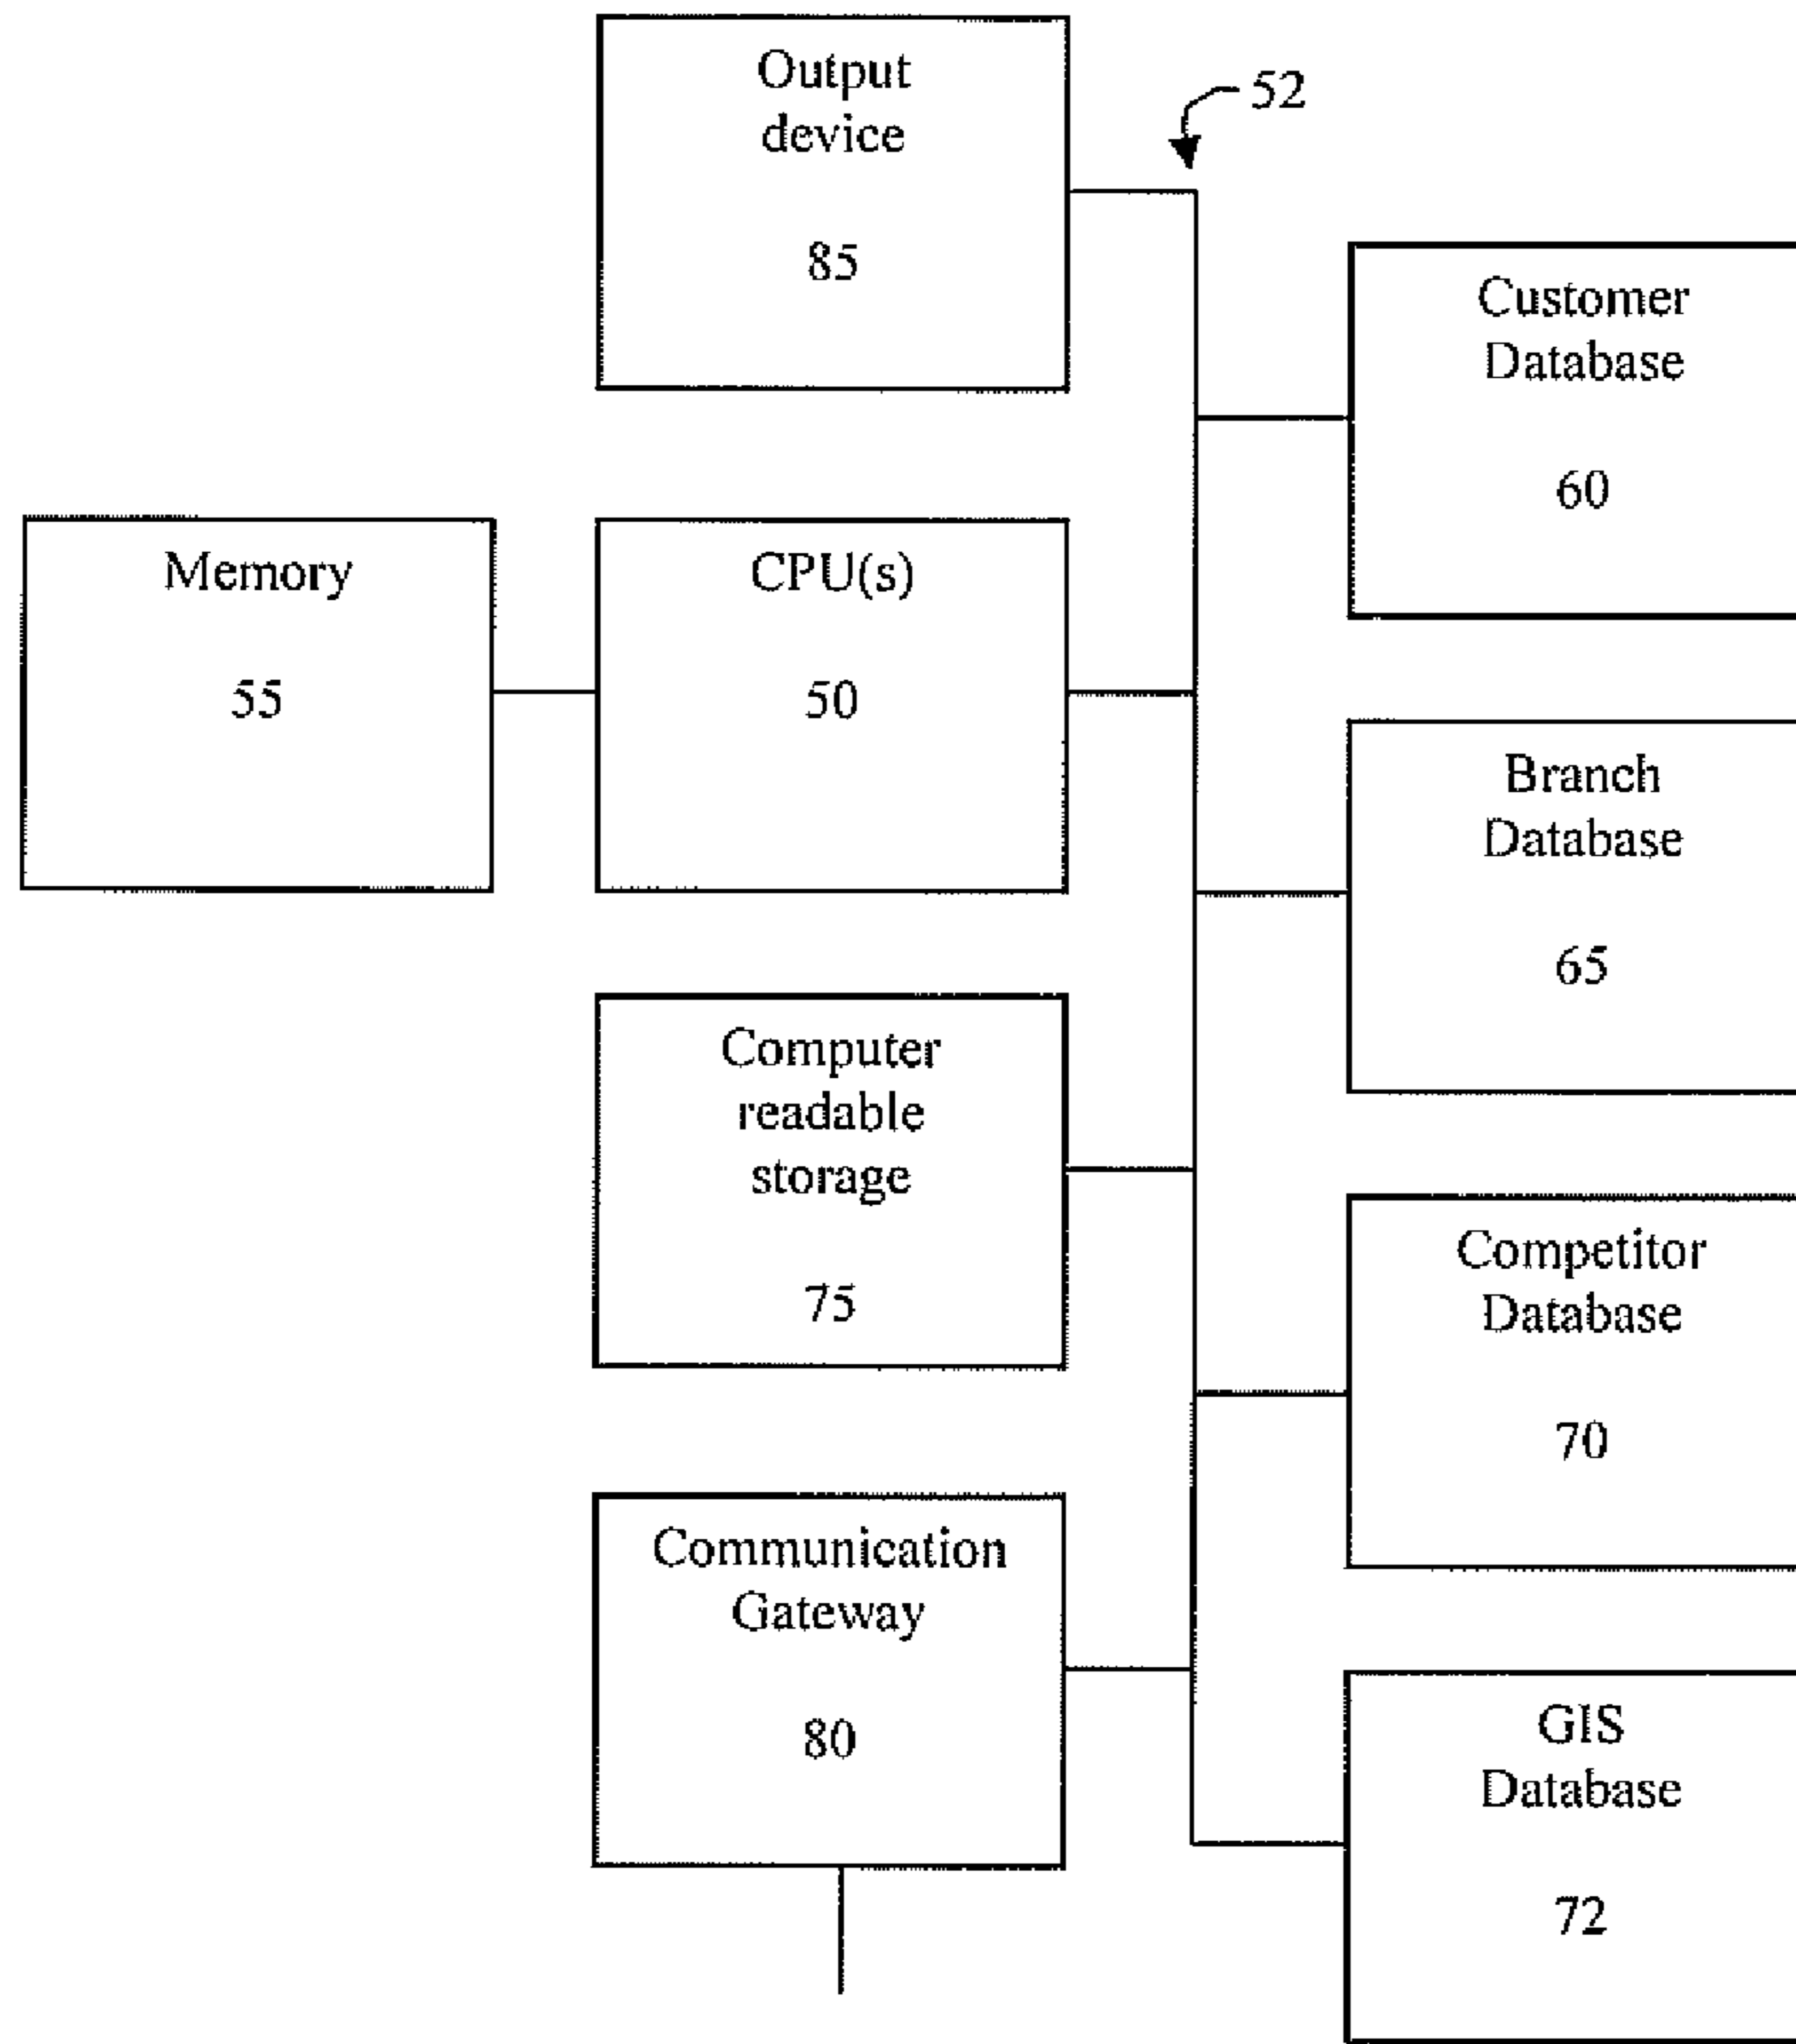 Output
device
85
52
Customer
Database
60
Memory
55
CPU(s)
50
Branch
Database
65
Computer
readable
storage
75
Competitor
Database
70
Communication
Gateway
80
GIS
Database
72